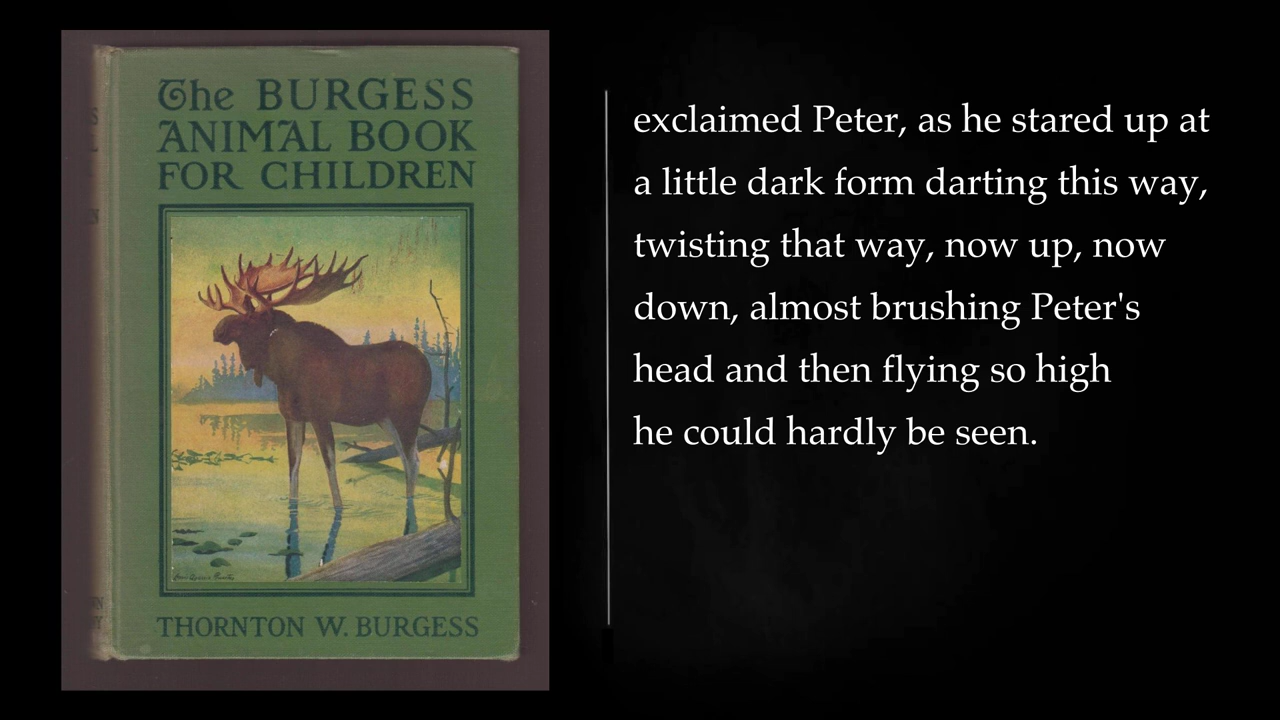 The BURGESS
ANIMAL BOOK
FOR CHILDREN
THORNTON W. BURGESS
exclaimed Peter, as he stared up at
a little dark form darting this way,
twisting that way, now up, now
down, almost brushing Peter's
head and then flying so high
he could hardly be seen.